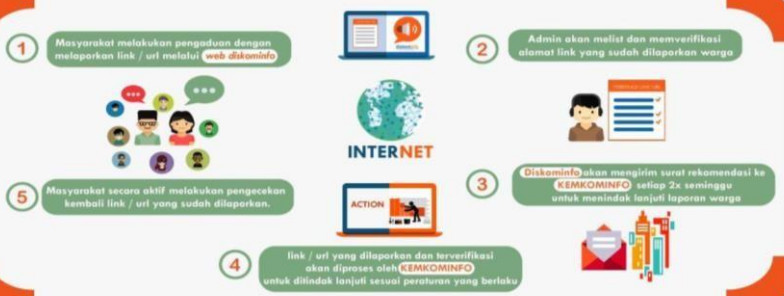 1
Masyarakat melakukan pengaduan dengan
melaporkan link / url melalui web diskominfo
2
Admin akan melist dan memverifikasi
alamat link yang sudah dilaporkan warga
INTERNET
3
Diskominfo akan mengirim surat rekomendasi ke
KEMKOMINFO setiap 2x seminggu
untuk menindak lanjuti laporan warga
ACTION
4
link / url yang dilaporkan dan terverifikasi
akan diproses oleh KEMKOMINFO
untuk ditindak lanjuti sesuai peraturan yang berlaku
5
Masyarakat secara aktif melakukan pengecekan
kembali link / url yang sudah dilaporkan.